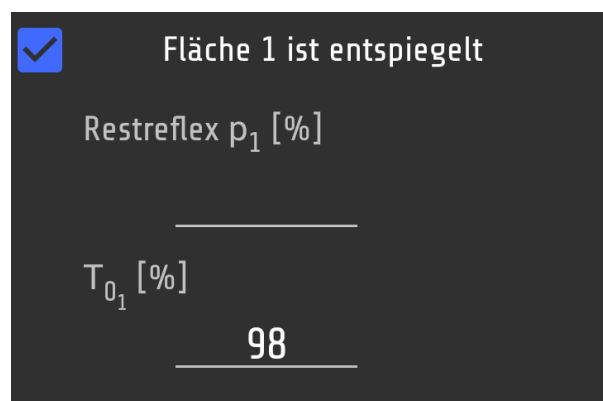 Fläche 1 ist entspiegelt
Restreflex p₁ [%]
T₀₁ [%]
98